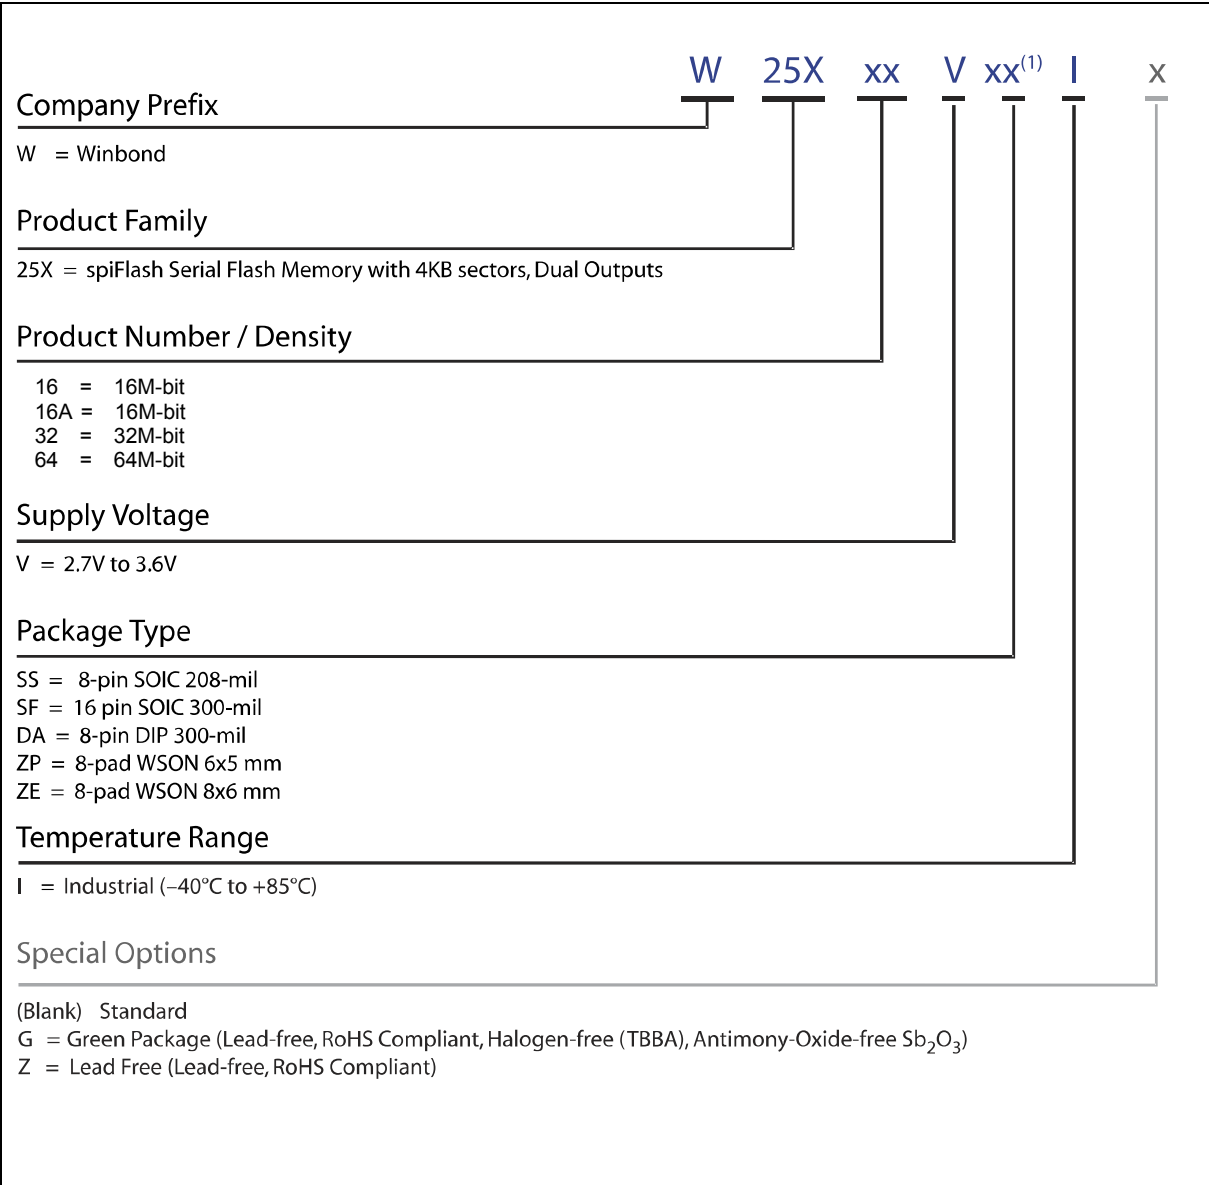 W 25X xx V xx(1) I x
Company Prefix
W = Winbond
Product Family
25X = spiFlash Serial Flash Memory with 4KB sectors, Dual Outputs
Product Number / Density
16 = 16M-bit
16A = 16M-bit
32 = 32M-bit
64 = 64M-bit
Supply Voltage
V = 2.7V to 3.6V
Package Type
SS = 8-pin SOIC 208-mil
SF = 16 pin SOIC 300-mil
DA = 8-pin DIP 300-mil
ZP = 8-pad WSON 6x5 mm
ZE = 8-pad WSON 8x6 mm
Temperature Range
I = Industrial (–40°C to +85°C)
Special Options
(Blank) Standard
G = Green Package (Lead-free, RoHS Compliant, Halogen-free (TBBA), Antimony-Oxide-free Sb2O3)
Z = Lead Free (Lead-free, RoHS Compliant)